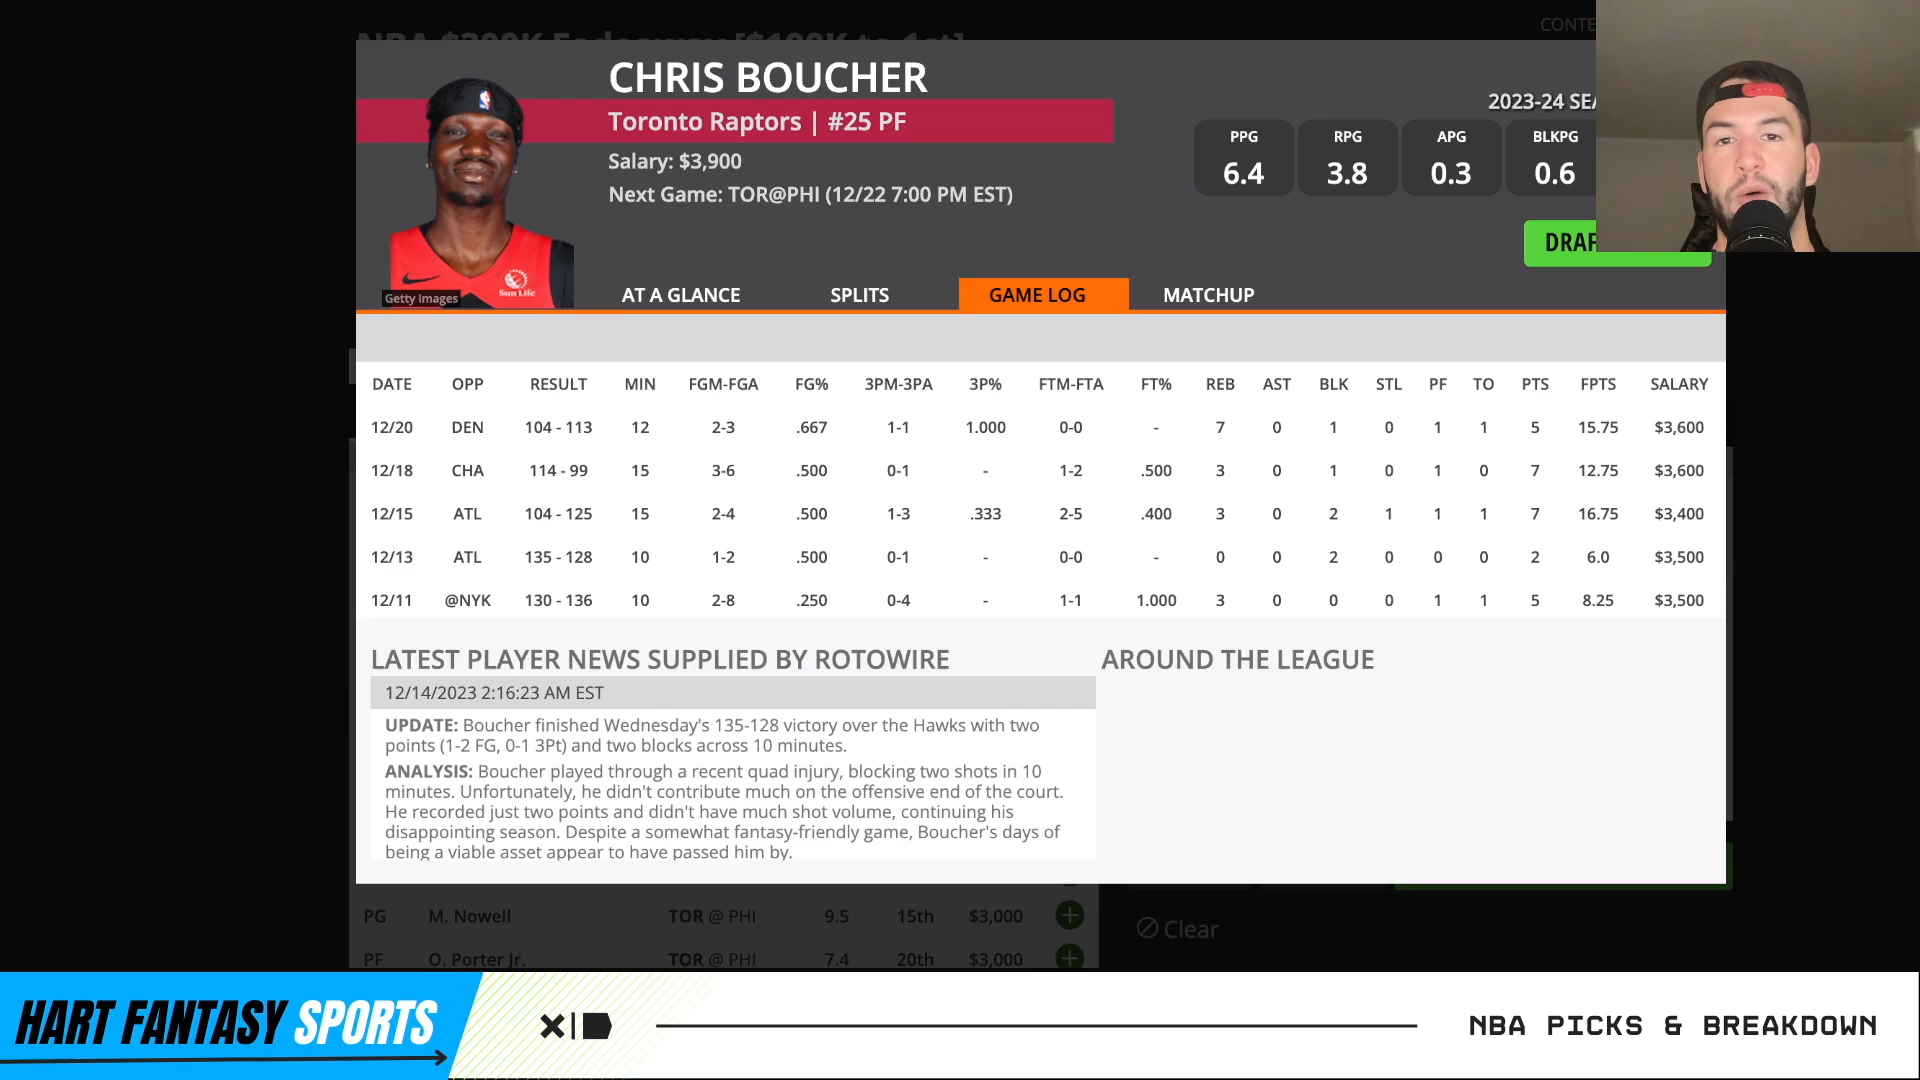 NBA $300K Fadeaway [$100K to 1st]
CONTE
CHRIS BOUCHER
Toronto Raptors | #25 PF
Salary: $3,900
Next Game: TOR@PHI (12/22 7:00 PM EST)
2023-24 SEA
PPG RPG APG BLKPG
6.4 3.8 0.3 0.6
DRAF
Sun Life
Getty Images
AT A GLANCE SPLITS GAME LOG MATCHUP
DATE OPP RESULT MIN FGM-FGA FG% 3PM-3PA 3P% FTM-FTA FT% REB AST BLK STL PF TO PTS FPTS SALARY
12/20 DEN 104 - 113 12 2-3 .667 1-1 1.000 0-0 - 7 0 1 0 1 1 5 15.75 $3,600
12/18 CHA 114 - 99 15 3-6 .500 0-1 - 1-2 .500 3 0 1 0 1 0 7 12.75 $3,600
12/15 ATL 104 - 125 15 2-4 .500 1-3 .333 2-5 .400 3 0 2 1 1 1 7 16.75 $3,400
12/13 ATL 135 - 128 10 1-2 .500 0-1 - 0-0 - 0 0 2 0 0 0 2 6.0 $3,500
12/11 @NYK 130 - 136 10 2-8 .250 0-4 - 1-1 1.000 3 0 0 0 1 1 5 8.25 $3,500
LATEST PLAYER NEWS SUPPLIED BY ROTOWIRE
12/14/2023 2:16:23 AM EST
UPDATE: Boucher finished Wednesday's 135-128 victory over the Hawks with two
points (1-2 FG, 0-1 3Pt) and two blocks across 10 minutes.
ANALYSIS: Boucher played through a recent quad injury, blocking two shots in 10
minutes. Unfortunately, he didn't contribute much on the offensive end of the court.
He recorded just two points and didn't have much shot volume, continuing his
disappointing season. Despite a somewhat fantasy-friendly game, Boucher's days of
being a viable asset appear to have passed him by.
AROUND THE LEAGUE
PG M. Nowell TOR @ PHI 9.5 15th $3,000
PF O. Porter Jr. TOR @ PHI 7.4 20th $3,000
Clear
HART FANTASY SPORTS
NBA PICKS & BREAKDOWN